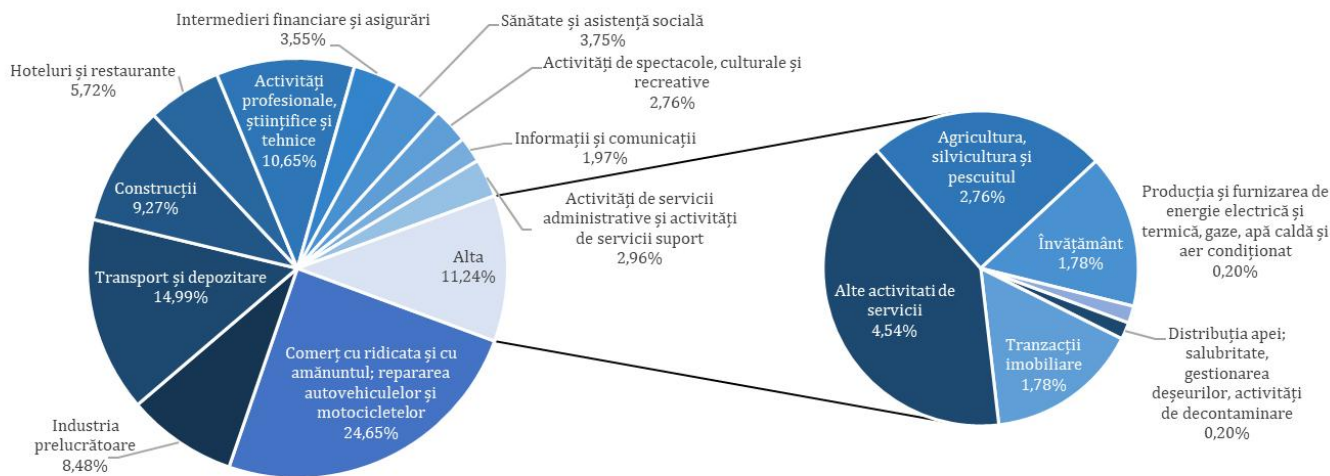 Intermedieri financiare și asigurări
3,55%
Sănătate și asistență socială
3,75%
Activități de spectacole, culturale și
recreative
2,76%
Informații și comunicații
1,97%
Activități de servicii
administrative și activități
de servicii suport
2,96%
Hoteluri și restaurante
5,72%
Activități
profesionale,
științifice și
tehnice
10,65%
Construcții
9,27%
Transport și depozitare
14,99%
Industria
prelucrătoare
8,48%
Comerț cu ridicata și cu
amănuntul; repararea
autovehiculelor și
motocicletelor
24,65%
Alta
11,24%
Agricultura,
silvicultura și
pescuitul
2,76%
Învățământ
1,78%
Producția și furnizarea de
energie electrică și
termică, gaze, apă caldă și
aer condiționat
0,20%
Distribuția apei;
salubritate,
gestionarea
deșeurilor, activități
de decontaminare
0,20%
Tranzacții
imobiliare
1,78%
Alte activitati de
servicii
4,54%